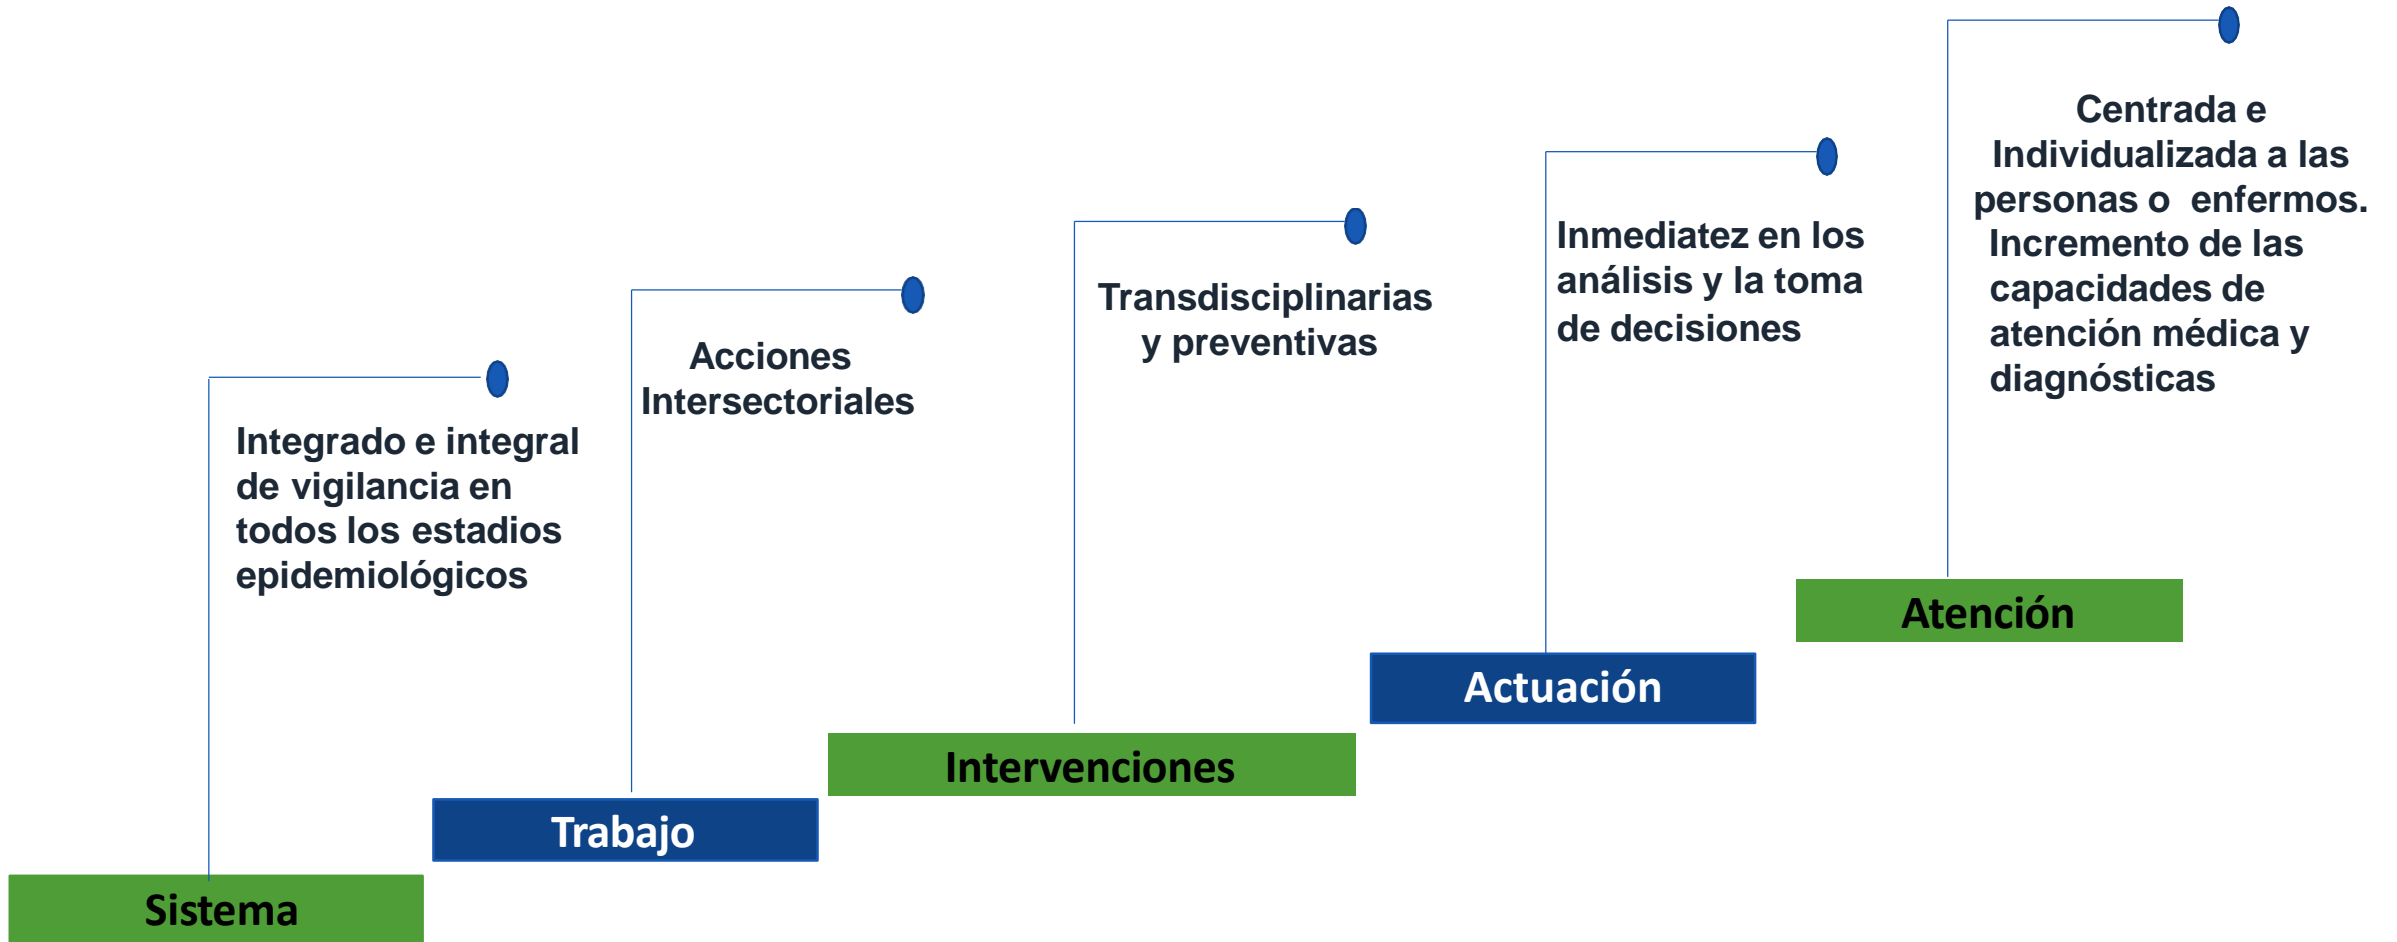 Integrado e integral
de vigilancia en
todos los estadios
epidemiológicos
Sistema
Acciones
Intersectoriales
Trabajo
Transdisciplinarias
y preventivas
Intervenciones
Inmediatez en los
análisis y la toma
de decisiones
Actuación
Centrada e
Individualizada a las
personas o enfermos.
Incremento de las
capacidades de
atención médica y
diagnósticas
Atención